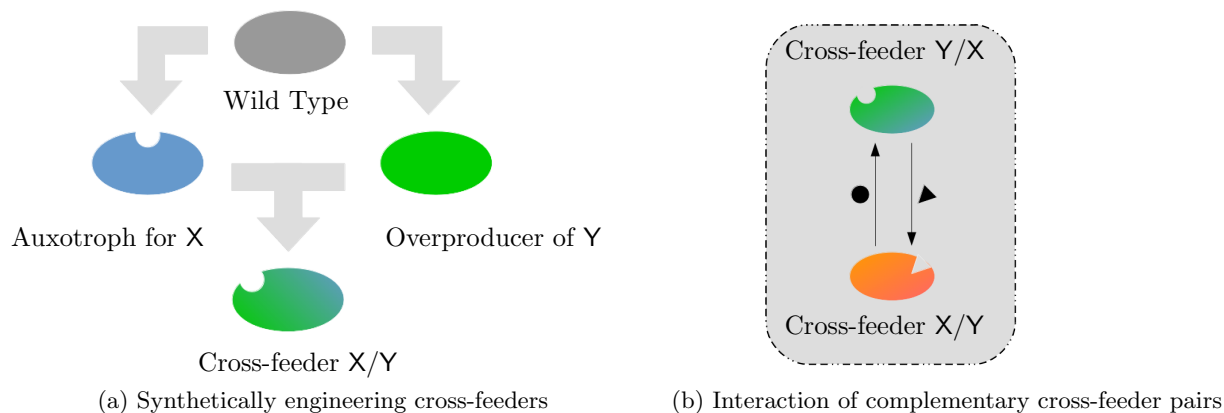 Wild Type
Auxotroph for X
Overproducer of Y
Cross-feeder X/Y
(a) Synthetically engineering cross-feeders
Cross-feeder Y/X
Cross-feeder X/Y
(b) Interaction of complementary cross-feeder pairs